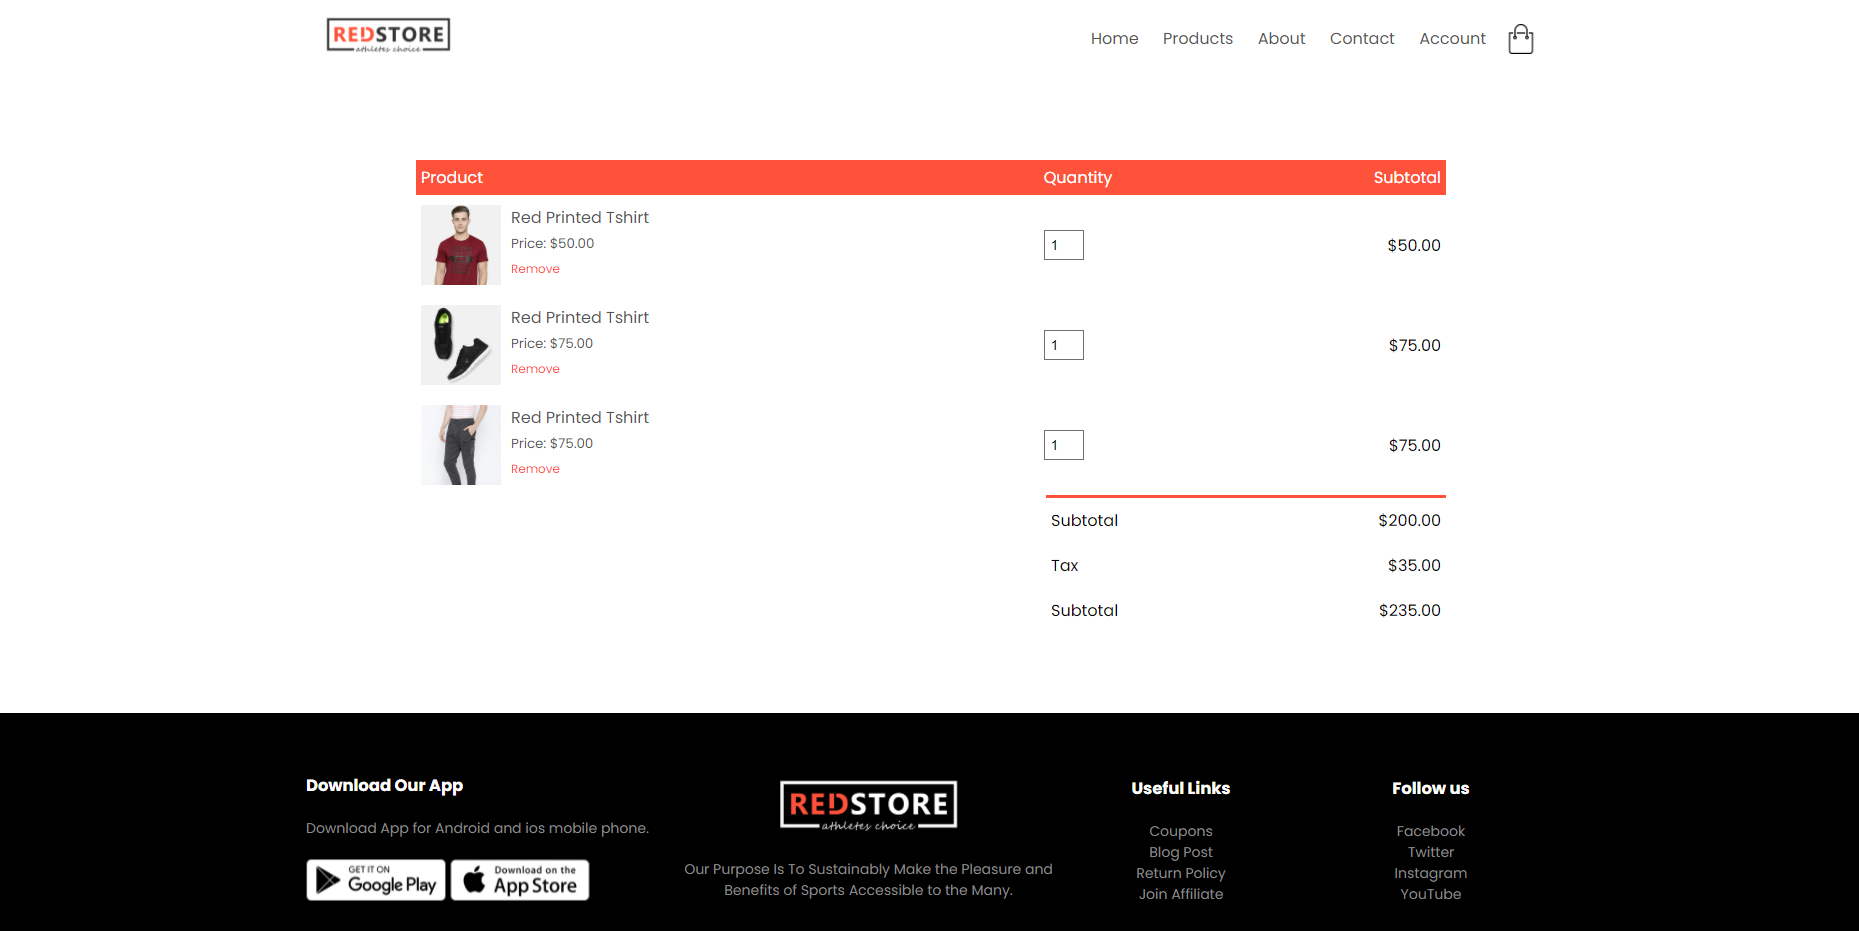 REDSTORE
athletes choice
Home Products About Contact Account
Product Quantity Subtotal
Red Printed Tshirt
Price: $50.00
Remove
1
$50.00
Red Printed Tshirt
Price: $75.00
Remove
1
$75.00
Red Printed Tshirt
Price: $75.00
Remove
1
$75.00
Subtotal $200.00
Tax $35.00
Subtotal $235.00
Download Our App
Download App for Android and ios mobile phone.
GET IT ON
Google Play
Download on the
App Store
REDSTORE
athletes choice
Our Purpose Is To Sustainably Make the Pleasure and
Benefits of Sports Accessible to the Many.
Useful Links
Coupons
Blog Post
Return Policy
Join Affiliate
Follow us
Facebook
Twitter
Instagram
YouTube